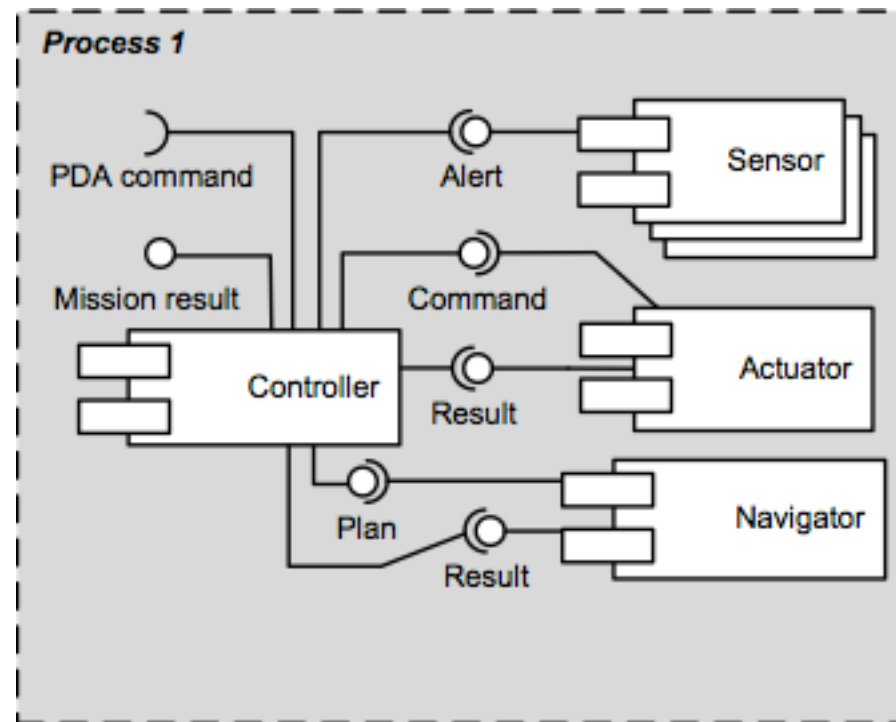 Process 1
PDA command
Alert
Sensor
Mission result
Command
Controller
Result
Actuator
Plan
Navigator
Result